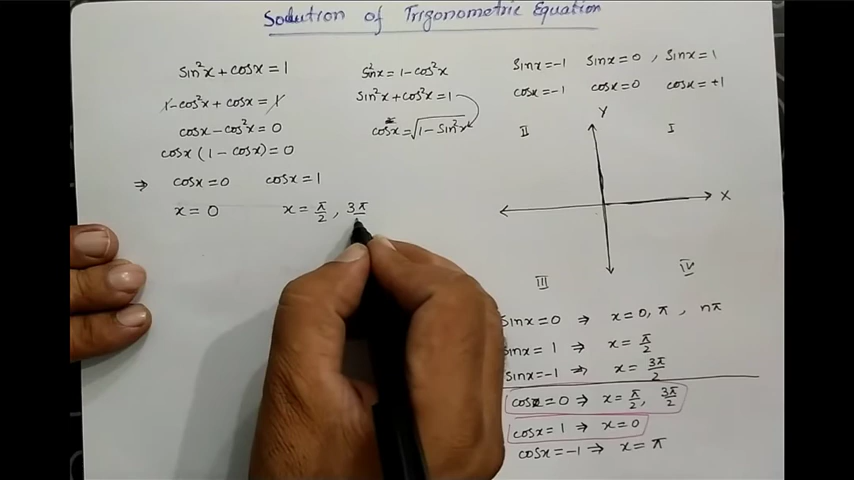 Solution of Trigonometric Equation
sin²x + cosx = 1
1-cos²x + cosx = 1
cosx - cos²x = 0
cosx (1 - cosx) = 0
⇒ cosx = 0 cosx = 1
x = 0 x = π/2 , 3π
sin²x = 1 - cos²x
sin²x + cos²x = 1
cosx = √1 - sin²x
sinx = -1 sinx = 0 , sinx = 1
cosx = -1 cosx = 0 cosx = +1
Y
II I
X
III IV
sinx = 0 ⇒ x = 0, π , nπ
sinx = 1 ⇒ x = π/2
sinx = -1 ⇒ x = 3π/2
cosx = 0 ⇒ x = π/2, 3π/2
cosx = 1 ⇒ x = 0
cosx = -1 ⇒ x = π